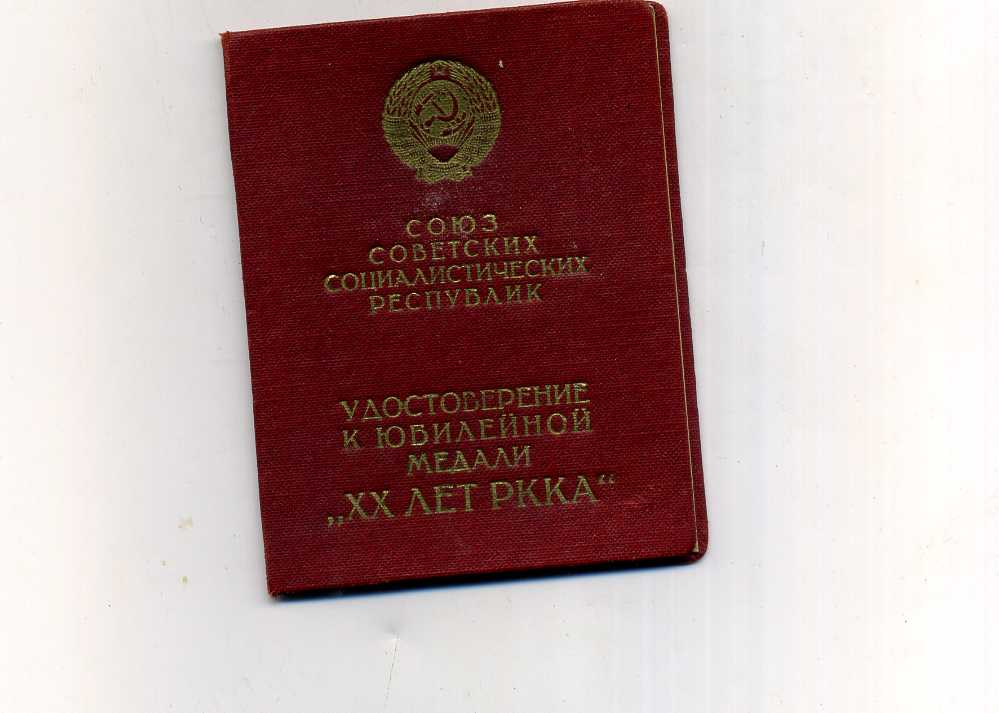 СОЮЗ
СОВЕТСКИХ
СОЦИАЛИСТИЧЕСКИХ
РЕСПУБЛИК
УДОСТОВЕРЕНИЕ
К ЮБИЛЕЙНОЙ
МЕДАЛИ
„XX ЛЕТ РККА“